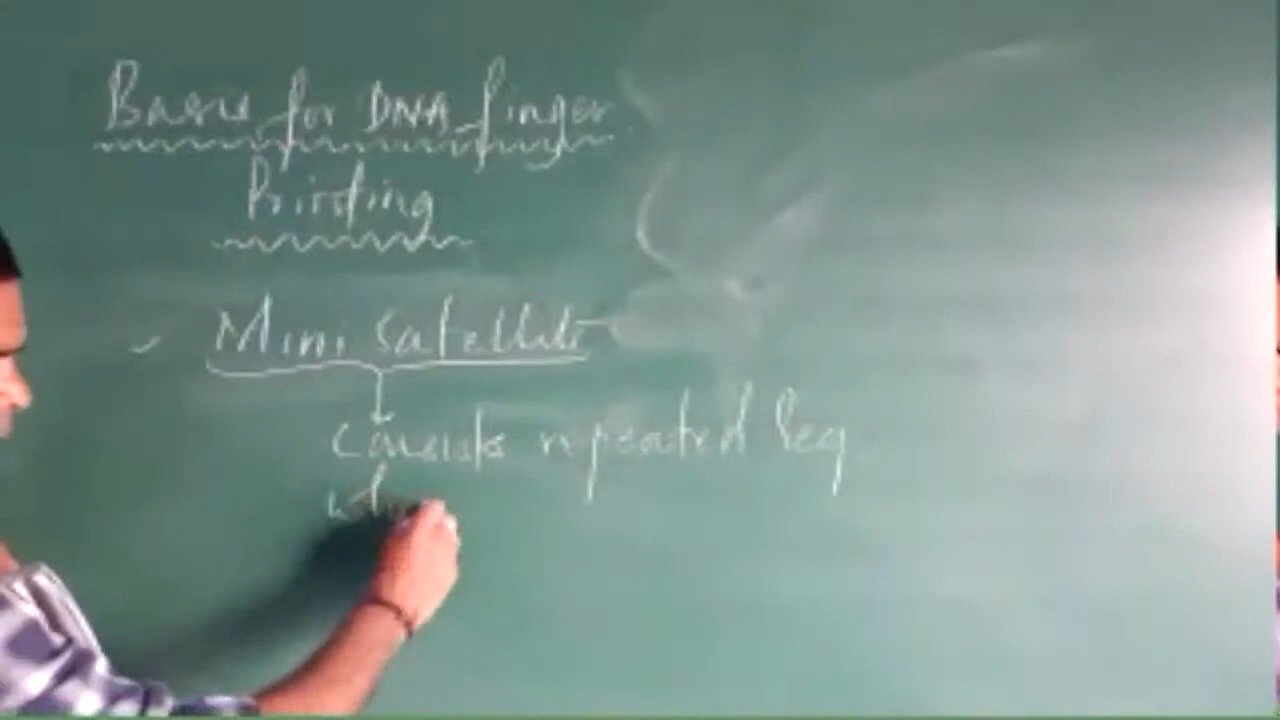 Basis for DNA finger
Printing
Mini satellite
Consists repeated seq.